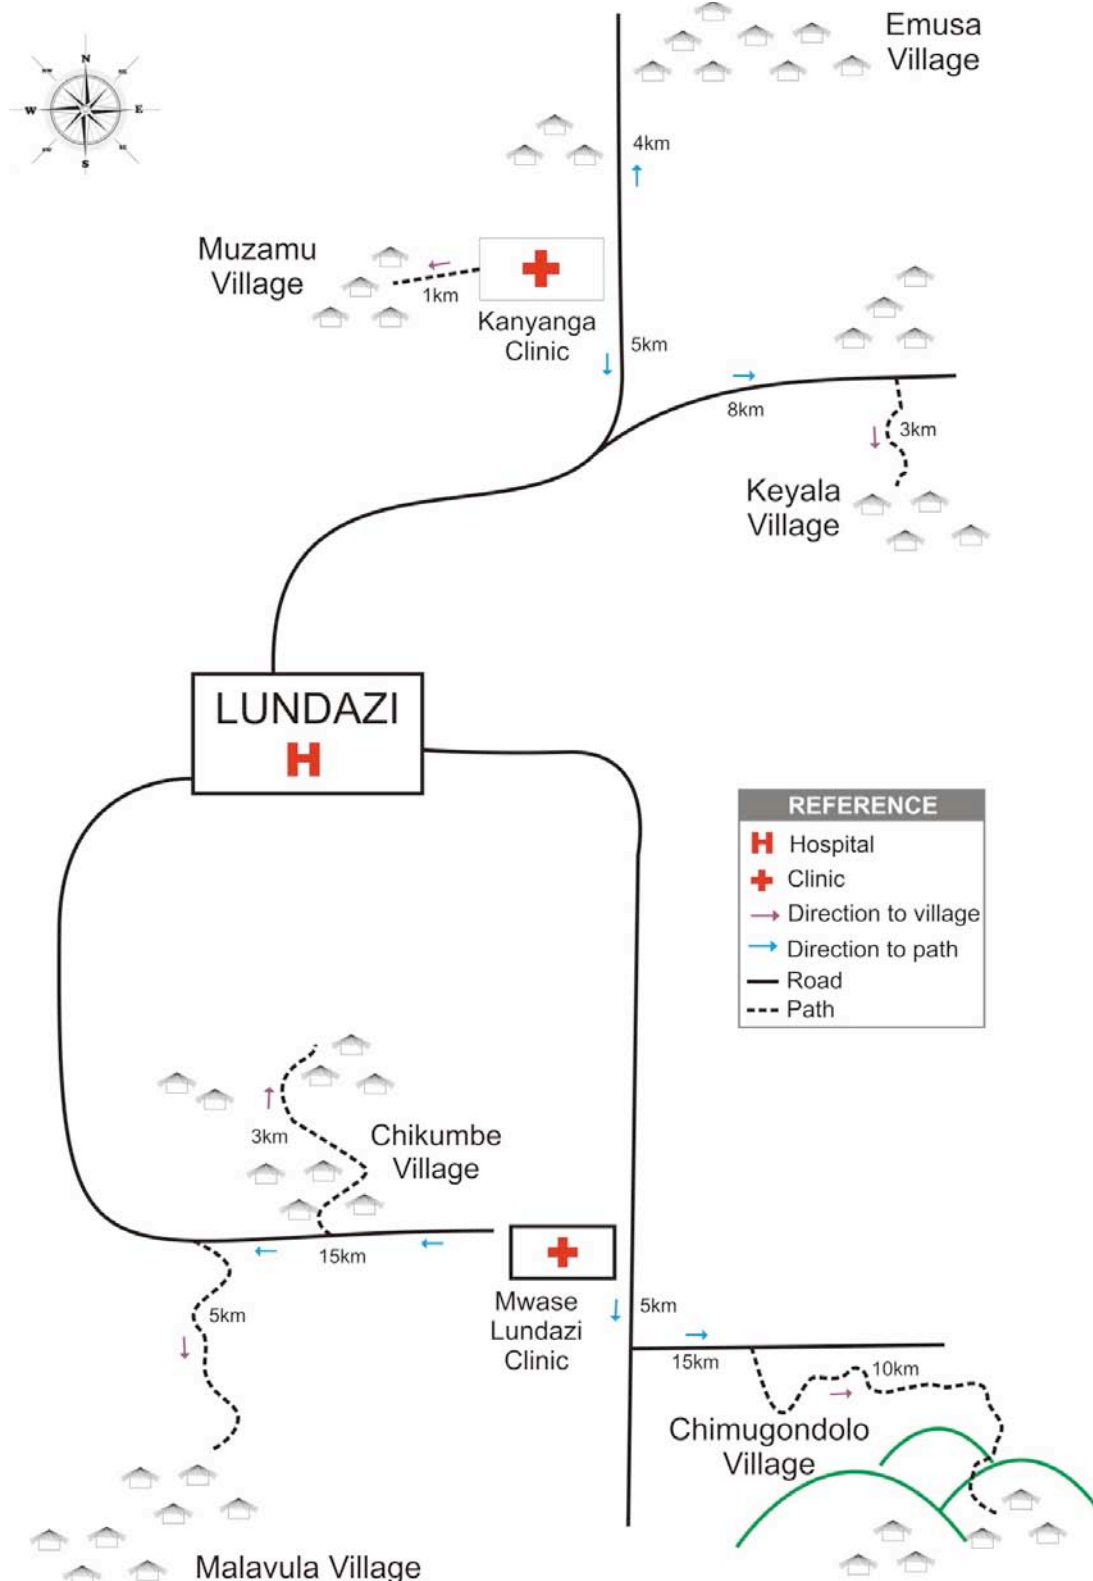 Emusa
Village
N
W
E
S
4km
Muzamu
Village
1km
Kanyanga
Clinic
5km
8km
3km
Keyala
Village
LUNDAZI
H
REFERENCE
H Hospital
Clinic
Direction to village
Direction to path
Road
Path
3km
Chikumbe
Village
15km
5km
Mwase
Lundazi
Clinic
5km
15km
10km
Chimugondolo
Village
Malavula Village